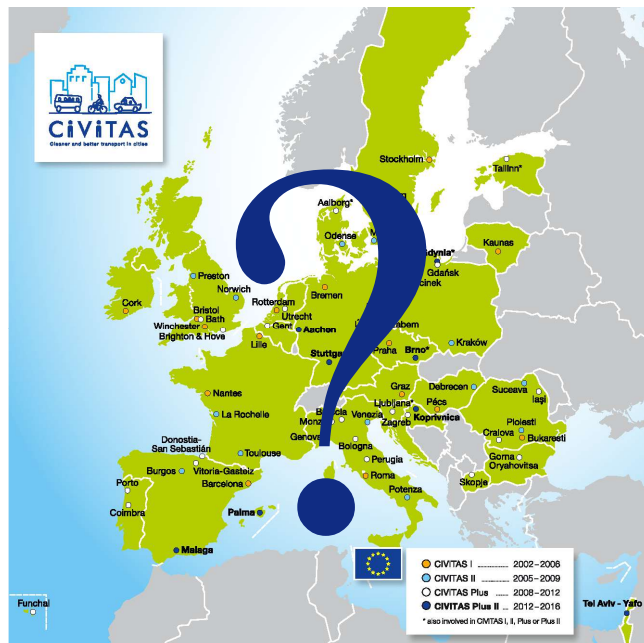 CiViTAS
Cleaner and better transport in cities
Stockholm
Tallinn*
Aalborg*
Odense
Gdynia*
Gdańsk
Kaunas
Preston
Norwich
Cork
Bristol
Bath
Winchester
Brighton & Hove
Rotterdam
Utrecht
Gent
Bremen
Aachen
Lille
Stuttga
Praha
Brno*
Kraków
Nantes
La Rochelle
Graz
Debrecen
Suceava
Iaşi
Ljubljana*
Pécs
Koprivnica
Zagreb
Venezia
Monz
Genova
Bologna
Ploiesti
Craiova
Bukaresti
Donostia-
San Sebastián
Toulouse
Burgos
Vitoria-Gasteiz
Barcelona
Perugia
Roma
Gorna
Oryahovitsa
Skopje
Porto
Coimbra
Palma
Potenza
Malaga
Funchal
Tel Aviv - Yafo
CIVITAS I ............ 2002–2006
CIVITAS II ............ 2005–2009
CIVITAS Plus ............ 2008–2012
CIVITAS Plus II .... 2012–2016
* also involved in CIVITAS I, II, Plus or Plus II
?